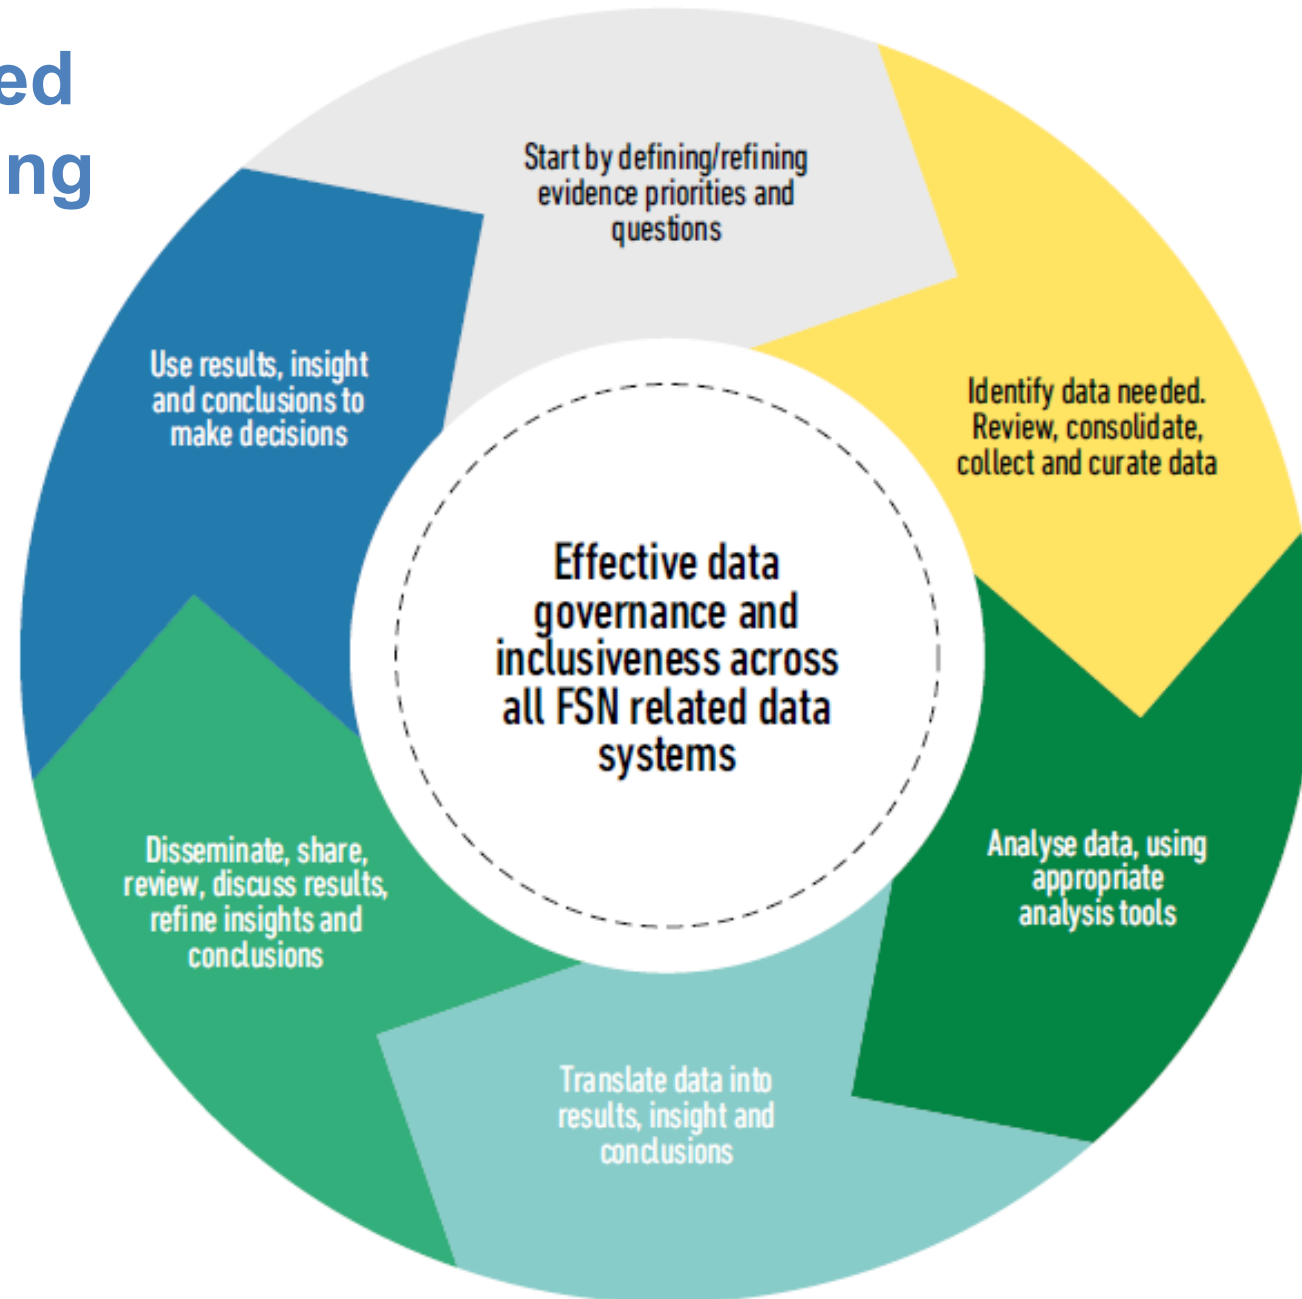 ed
ng
Start by defining/refining
evidence priorities and
questions
Identify data needed.
Review, consolidate,
collect and curate data
Analyse data, using
appropriate
analysis tools
Translate data into
results, insight and
conclusions
Disseminate, share,
review, discuss results,
refine insights and
conclusions
Use results, insight
and conclusions to
make decisions
Effective data
governance and
inclusiveness across
all FSN related data
systems